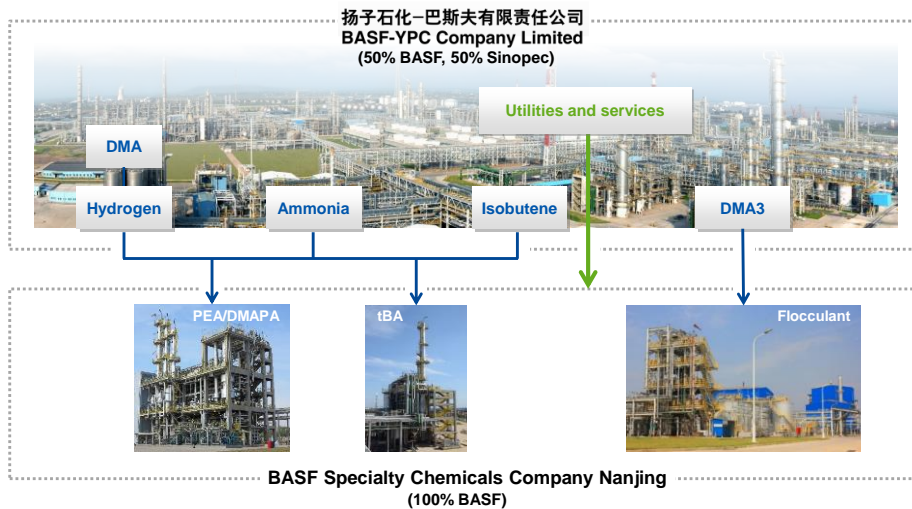 扬子石化–巴斯夫有限责任公司
BASF-YPC Company Limited
(50% BASF, 50% Sinopec)
Utilities and services
DMA
Hydrogen
Ammonia
Isobutene
DMA3
PEA/DMAPA
tBA
Flocculant
BASF Specialty Chemicals Company Nanjing
(100% BASF)